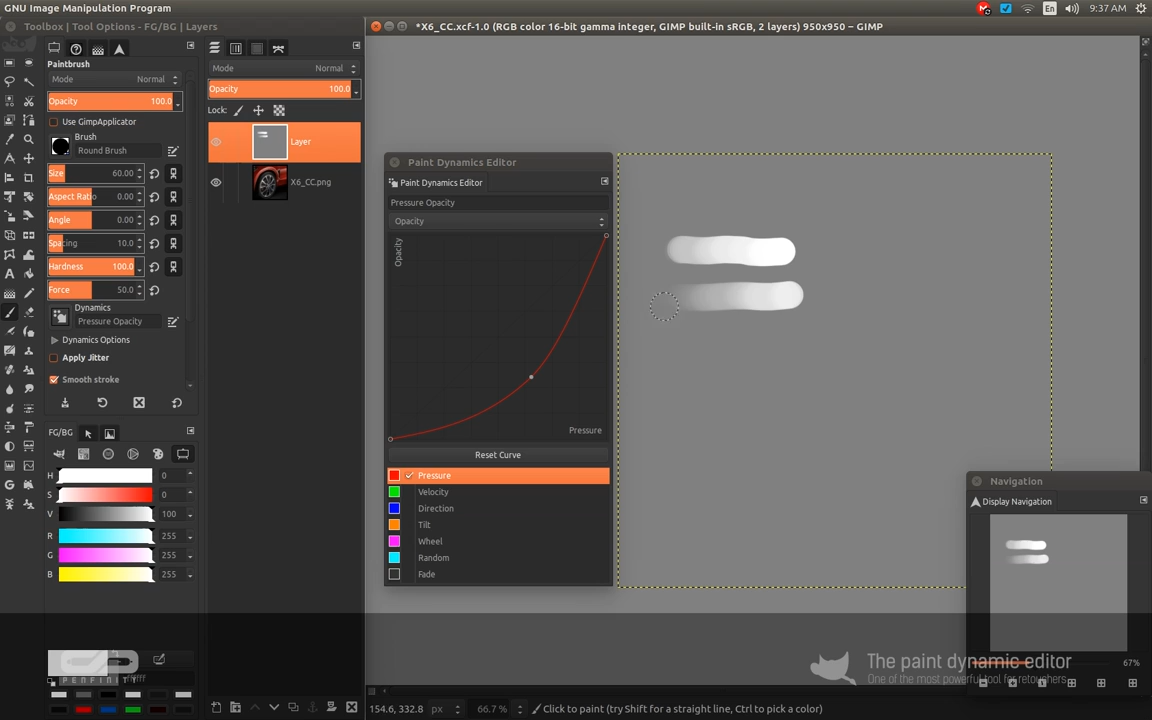 GNU Image Manipulation Program
En
9:37 AM
Toolbox | Tool Options - FG/BG | Layers
*X6_CC.xcf-1.0 (RGB color 16-bit gamma integer, GIMP built-in sRGB, 2 layers) 950x950 – GIMP
Paintbrush
Mode
Normal
Opacity
100.0
Use GimpApplicator
Brush
Round Brush
Size
60.00
Aspect Ratio
0.00
Angle
0.00
Spacing
10.0
Hardness
100.0
Force
50.0
Dynamics
Pressure Opacity
Dynamics Options
Apply Jitter
Smooth stroke
FG/BG
H
0
S
0
V
100
R
255
G
255
B
255
PENFINIT
Mode
Normal
Opacity
100.0
Lock:
Layer
X6_CC.png
Paint Dynamics Editor
Paint Dynamics Editor
Pressure Opacity
Opacity
Opacity
Pressure
Reset Curve
Pressure
Velocity
Direction
Tilt
Wheel
Random
Fade
Navigation
Display Navigation
67%
The paint dynamic editor
One of the most powerful tool for retouchers
154.6, 332.8
px
66.7 %
Click to paint (try Shift for a straight line, Ctrl to pick a color)